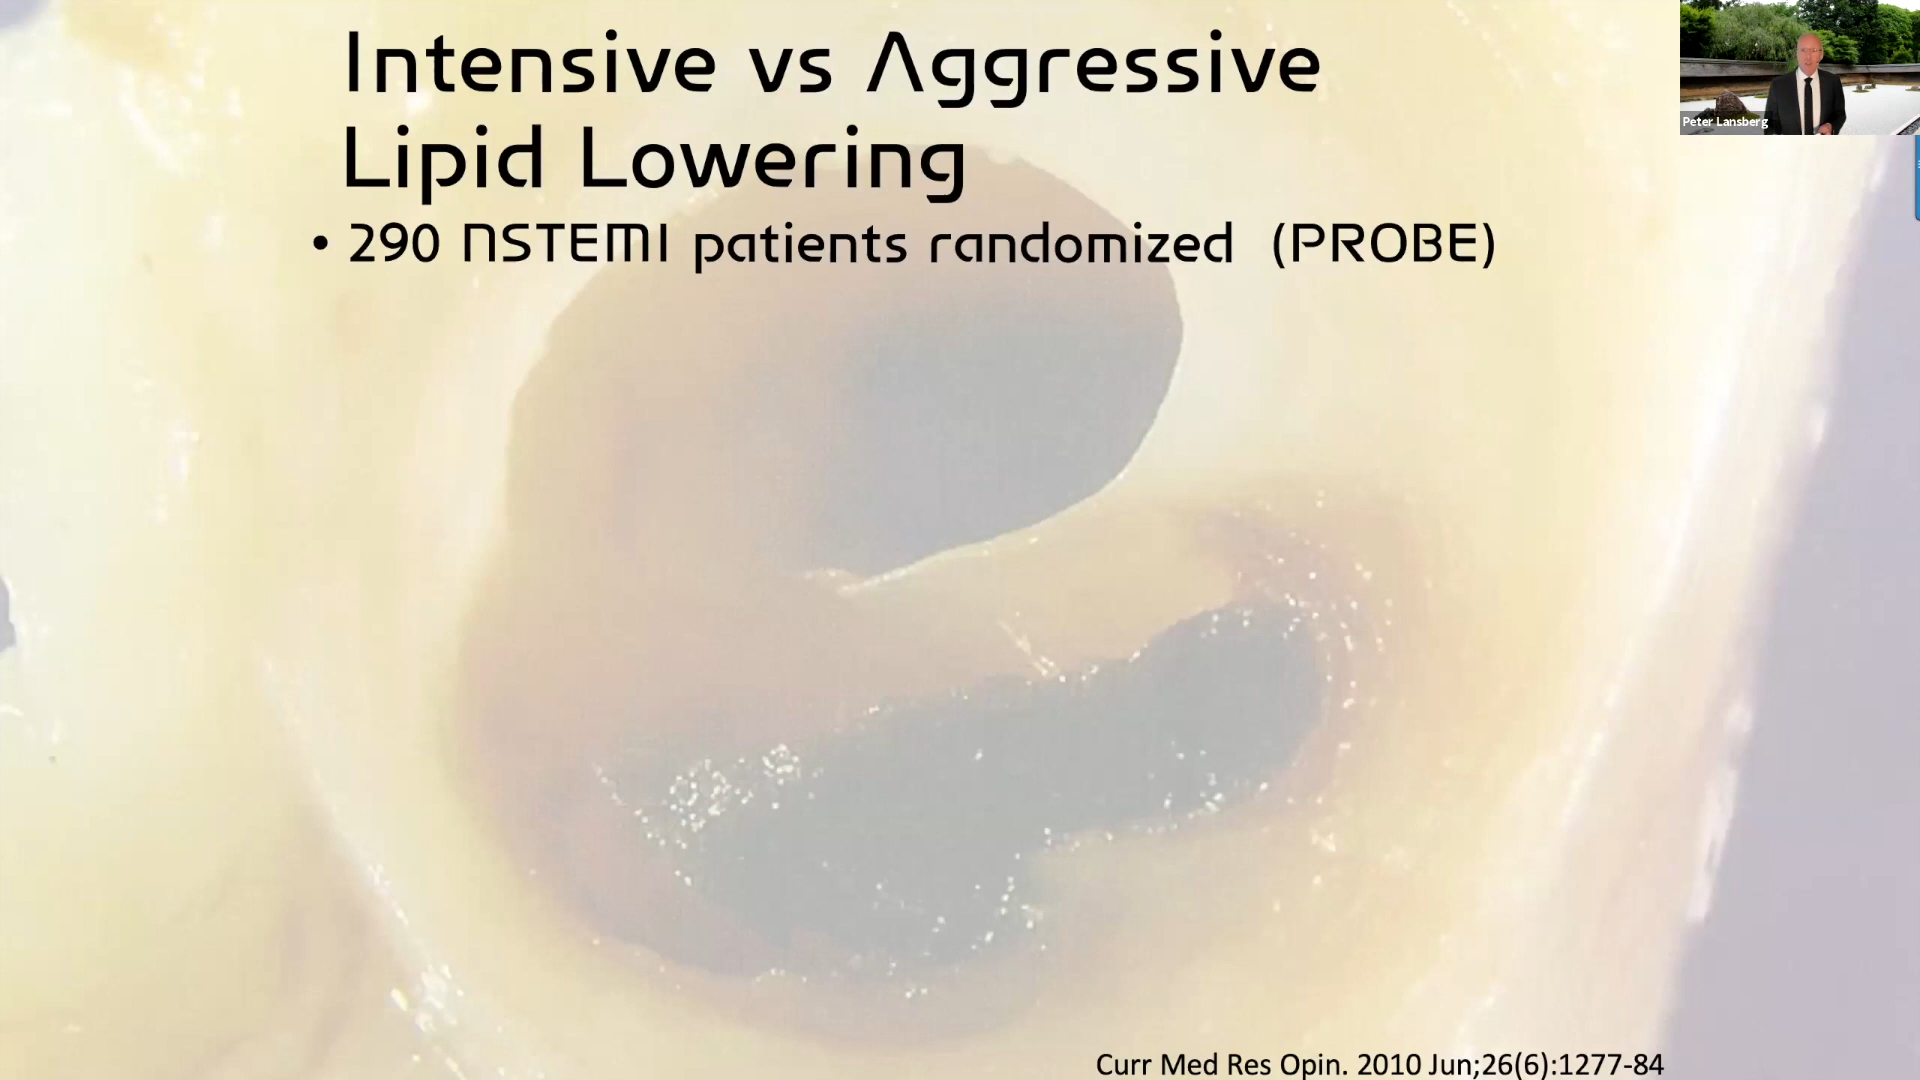 Intensive vs Aggressive
Lipid Lowering
• 290 NSTEMI patients randomized (PROBE)
Peter Lansberg
Curr Med Res Opin. 2010 Jun;26(6):1277-84